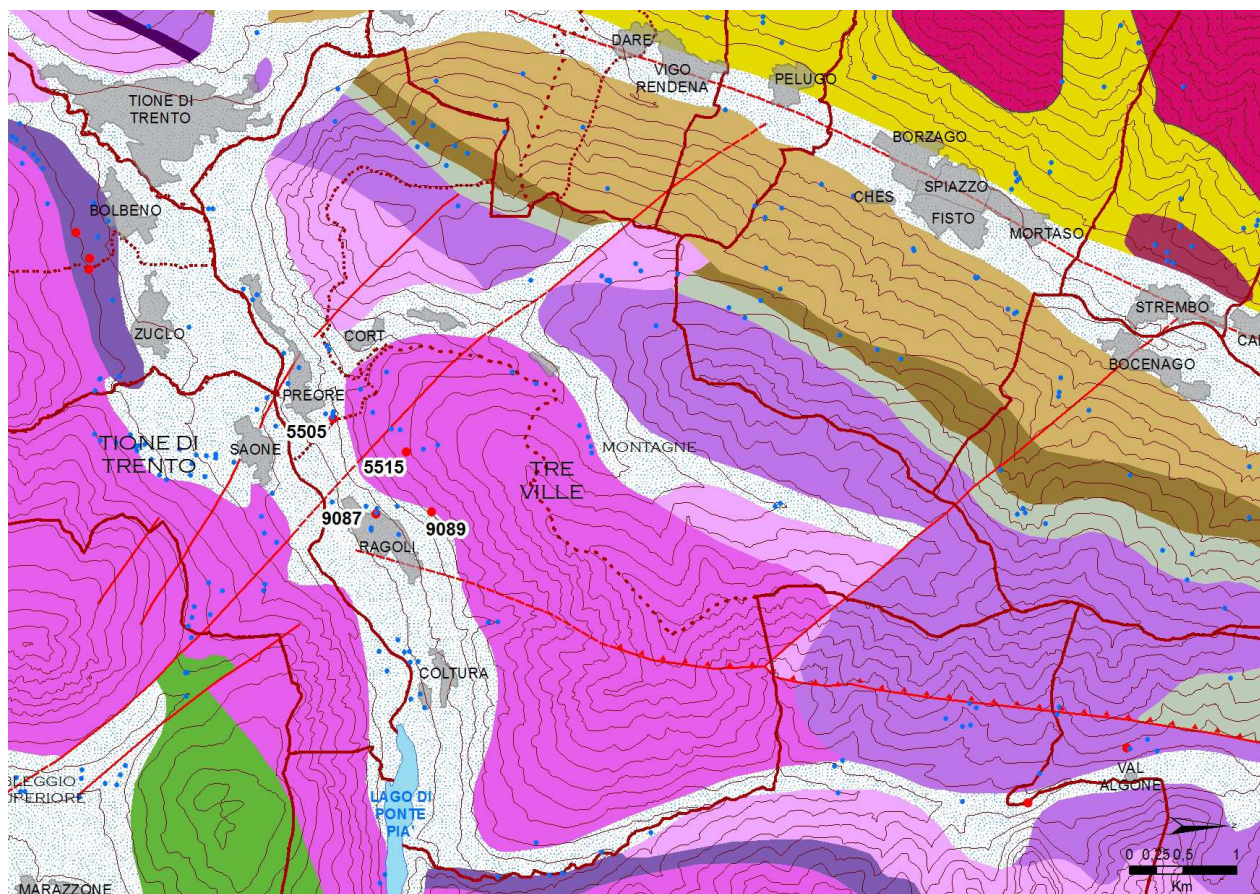 DARE
VIGO
RENDENA
PELUGO
TIONE DI
TRENTO
BORZAGO
SPIAZZO
CHES
FISTO
BOLBENO
MORTASO
STREMBO
ZUCLO
CORT
BOCENAGO
PREORE
5505
SAONE
TIONE DI
TRENTO
MONTAGNE
5515
TRE
VILLE
9087
9089
RAGOLI
COLTURA
VAL
ALGONE
LAGO DI
PONTE
PIA'
MARAZZONE
0 0,25 0,5 1
Km